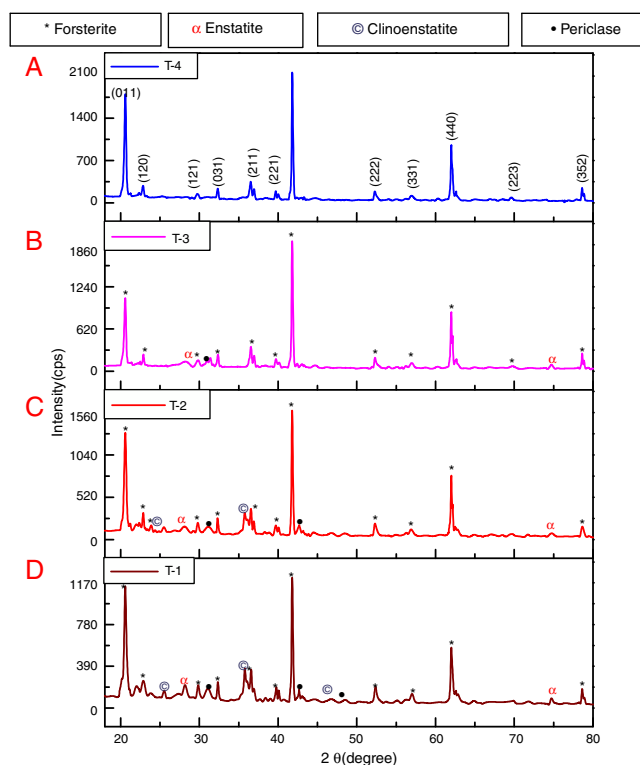 * Forsterite
α Enstatite
© Clinoenstatite
• Periclase
A
T-4
2100
1400
700
0
(011)
(120)
(121)
(031)
(211)
(221)
(222)
(331)
(440)
(223)
(352)
B
T-3
1860
1240
620
0
* * α * • * * * * * * * * α *
C
T-2
1560
1040
520
0
* * * © α * • * © * * * • * * * α *
D
T-1
1170
780
390
0
* * © α * • * © * * * • © • * * * α *
Intensity(cps)
20 30 40 50 60 70 80
2 θ(degree)